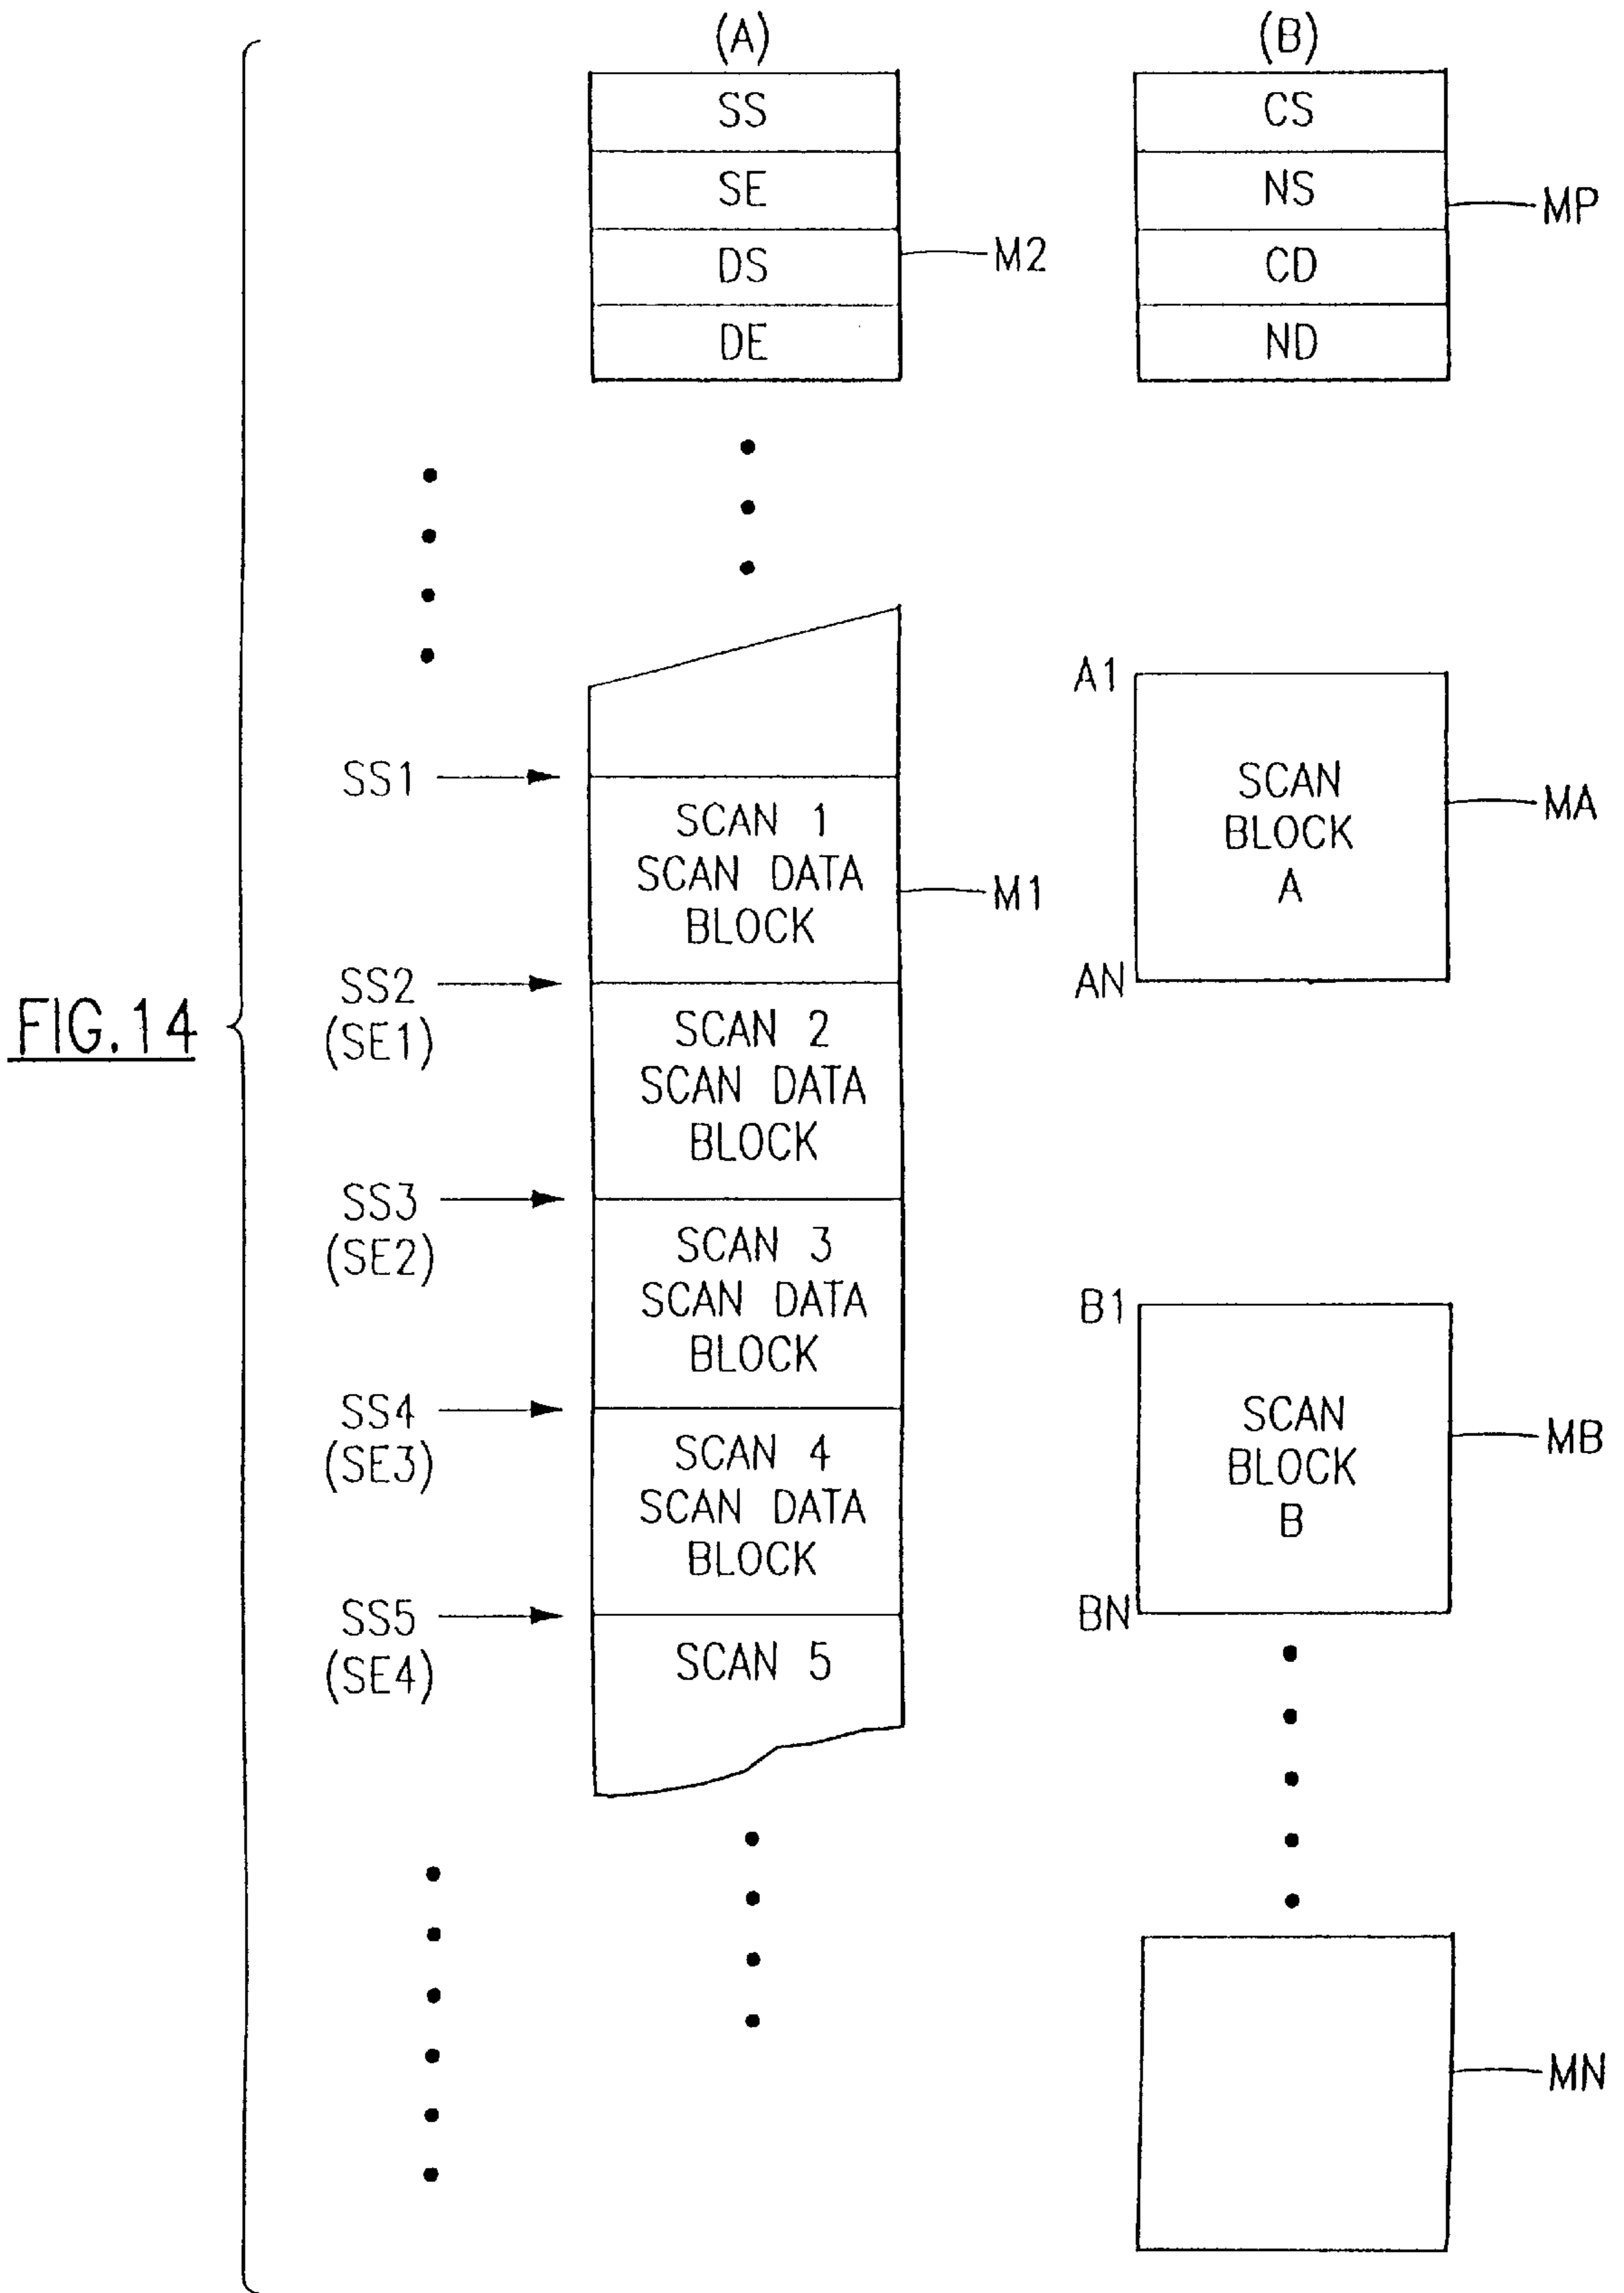 (A)
SS
SE
DS
DE
M2
(B)
CS
NS
CD
ND
MP
FIG.14
SS1
SS2
(SE1)
SS3
(SE2)
SS4
(SE3)
SS5
(SE4)
SCAN 1
SCAN DATA
BLOCK
M1
SCAN 2
SCAN DATA
BLOCK
SCAN 3
SCAN DATA
BLOCK
SCAN 4
SCAN DATA
BLOCK
SCAN 5
A1
SCAN
BLOCK
A
AN
MA
B1
SCAN
BLOCK
B
BN
MB
MN